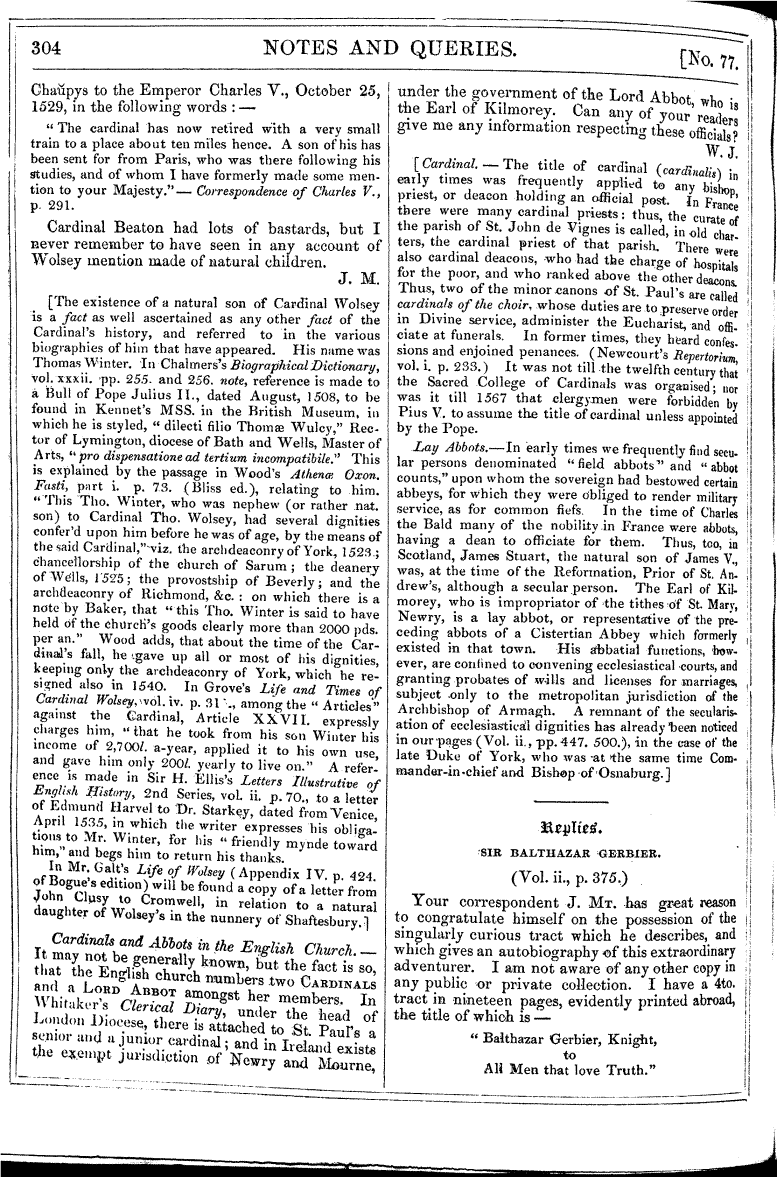 304
NOTES AND QUERIES.
[No. 77.
Chaüpys to the Emperor Charles V., October 25,
1529, in the following words : —
"The cardinal has now retired with a very small
train to a place about ten miles hence. A son of his has
been sent for from Paris, who was there following his
studies, and of whom I have formerly made some men-
tion to your Majesty."— Correspondence of Charles V.,
p. 291.
Cardinal Beaton had lots of bastards, but I
never remember to have seen in any account of
Wolsey mention made of natural children.
J. M.
[The existence of a natural son of Cardinal Wolsey
is a fact as well ascertained as any other fact of the
Cardinal's history, and referred to in the various
biographies of him that have appeared. His name was
Thomas Winter. In Chalmers's Biographical Dictionary,
vol. xxxii. pp. 255. and 256. note, reference is made to
a Bull of Pope Julius II., dated August, 1508, to be
found in Kennet's MSS. in the British Museum, in
which he is styled, "dilecti filio Thomæ Wulcy," Rec-
tor of Lymington, diocese of Bath and Wells, Master of
Arts, "pro dispensatione ad tertium incompatibile." This
is explained by the passage in Wood's Athenæ Oxon.
Fasti, part i. p. 73. (Bliss ed.), relating to him.
"This Tho. Winter, who was nephew (or rather nat.
son) to Cardinal Tho. Wolsey, had several dignities
confer'd upon him before he was of age, by the means of
the said Cardinal," viz. the archdeaconry of York, 1523;
chancellorship of the church of Sarum; the deanery
of Wells, 1525; the provostship of Beverly; and the
archdeaconry of Richmond, &c. : on which there is a
note by Baker, that "this Tho. Winter is said to have
held of the church's goods clearly more than 2000 pds.
per an." Wood adds, that about the time of the Car-
dinal's fall, he gave up all or most of his dignities,
keeping only the archdeaconry of York, which he re-
signed also in 1540. In Grove's Life and Times of
Cardinal Wolsey, vol. iv. p. among the "Articles"
against the Cardinal, Article XXVII. expressly
charges him, "that he took from his son Winter his
income of 2,700l. a-year, applied it to his own use,
and gave him only 200l. yearly to live on." A refer-
ence is made in Sir H. Ellis's Letters Illustrative of
English History, 2nd Series, vol. ii. p. 70., to a letter
of Edmund Harvel to Dr. Starkey, dated from Venice,
April 1535, in which the writer expresses his obliga-
tions to Mr. Winter, for his "friendly mynde toward
him," and begs him to return his thanks.
In Mr. Galt's Life of Wolsey (Appendix IV. p. 424.
of Bogue's edition) will be found a copy of a letter from
John Clusy to Cromwell, in relation to a natural
daughter of Wolsey's in the nunnery of Shaftesbury.]
Cardinals and Abbots in the English Church. —
It may not be generally known, but the fact is so,
that the English church numbers two CARDINALS
and a LORD ABBOT amongst her members. In
Whitaker's Clerical Diary, under the head of
London Diocese, there is attached to St. Paul's a
senior and a junior cardinal; and in Ireland exists
the exempt jurisdiction of Newry and Mourne,
under the government of the Lord Abbot, who is
the Earl of Kilmorey. Can any of your readers
give me any information respecting these officials?
W. J.
[Cardinal. — The title of cardinal (cardinalis) in
early times was frequently applied to any bishop,
priest, or deacon holding an official post. In France
there were many cardinal priests: thus, the curate of
the parish of St. John de Vignes is called, in old char-
ters, the cardinal priest of that parish. There were
also cardinal deacons, who had the charge of hospitals
for the poor, and who ranked above the other deacons.
Thus, two of the minor canons of St. Paul's are called
cardinals of the choir, whose duties are to preserve order
in Divine service, administer the Eucharist, and offi-
ciate at funerals. In former times, they heard confes-
sions and enjoined penances. (Newcourt's Repertorium,
vol. i. p. 233.) It was not till the twelfth century that
the Sacred College of Cardinals was organised; nor
was it till 1567 that clergymen were forbidden by
Pius V. to assume the title of cardinal unless appointed
by the Pope.
Lay Abbots.—In early times we frequently find secu-
lar persons denominated "field abbots" and "abbot
counts," upon whom the sovereign had bestowed certain
abbeys, for which they were obliged to render military
service, as for common fiefs. In the time of Charles
the Bald many of the nobility in France were abbots,
having a dean to officiate for them. Thus, too, in
Scotland, James Stuart, the natural son of James V.,
was, at the time of the Reformation, Prior of St. An-
drew's, although a secular person. The Earl of Kil-
morey, who is impropriator of the tithes of St. Mary,
Newry, is a lay abbot, or representative of the pre-
ceding abbots of a Cistertian Abbey which formerly
existed in that town. His abbatial functions, how-
ever, are confined to convening ecclesiastical courts, and
granting probates of wills and licenses for marriages,
subject only to the metropolitan jurisdiction of the
Archbishop of Armagh. A remnant of the secularis-
ation of ecclesiastical dignities has already been noticed
in our pages (Vol. ii., pp. 447. 500.), in the case of the
late Duke of York, who was at the same time Com-
mander-in-chief and Bishop of Osnaburg.]
Replies.
SIR BALTHAZAR GERBIER.
(Vol. ii., p. 375.)
Your correspondent J. MT. has great reason
to congratulate himself on the possession of the
singularly curious tract which he describes, and
which gives an autobiography of this extraordinary
adventurer. I am not aware of any other copy in
any public or private collection. I have a 4to.
tract in nineteen pages, evidently printed abroad,
the title of which is —
"Balthazar Gerbier, Knight,
to
All Men that love Truth."